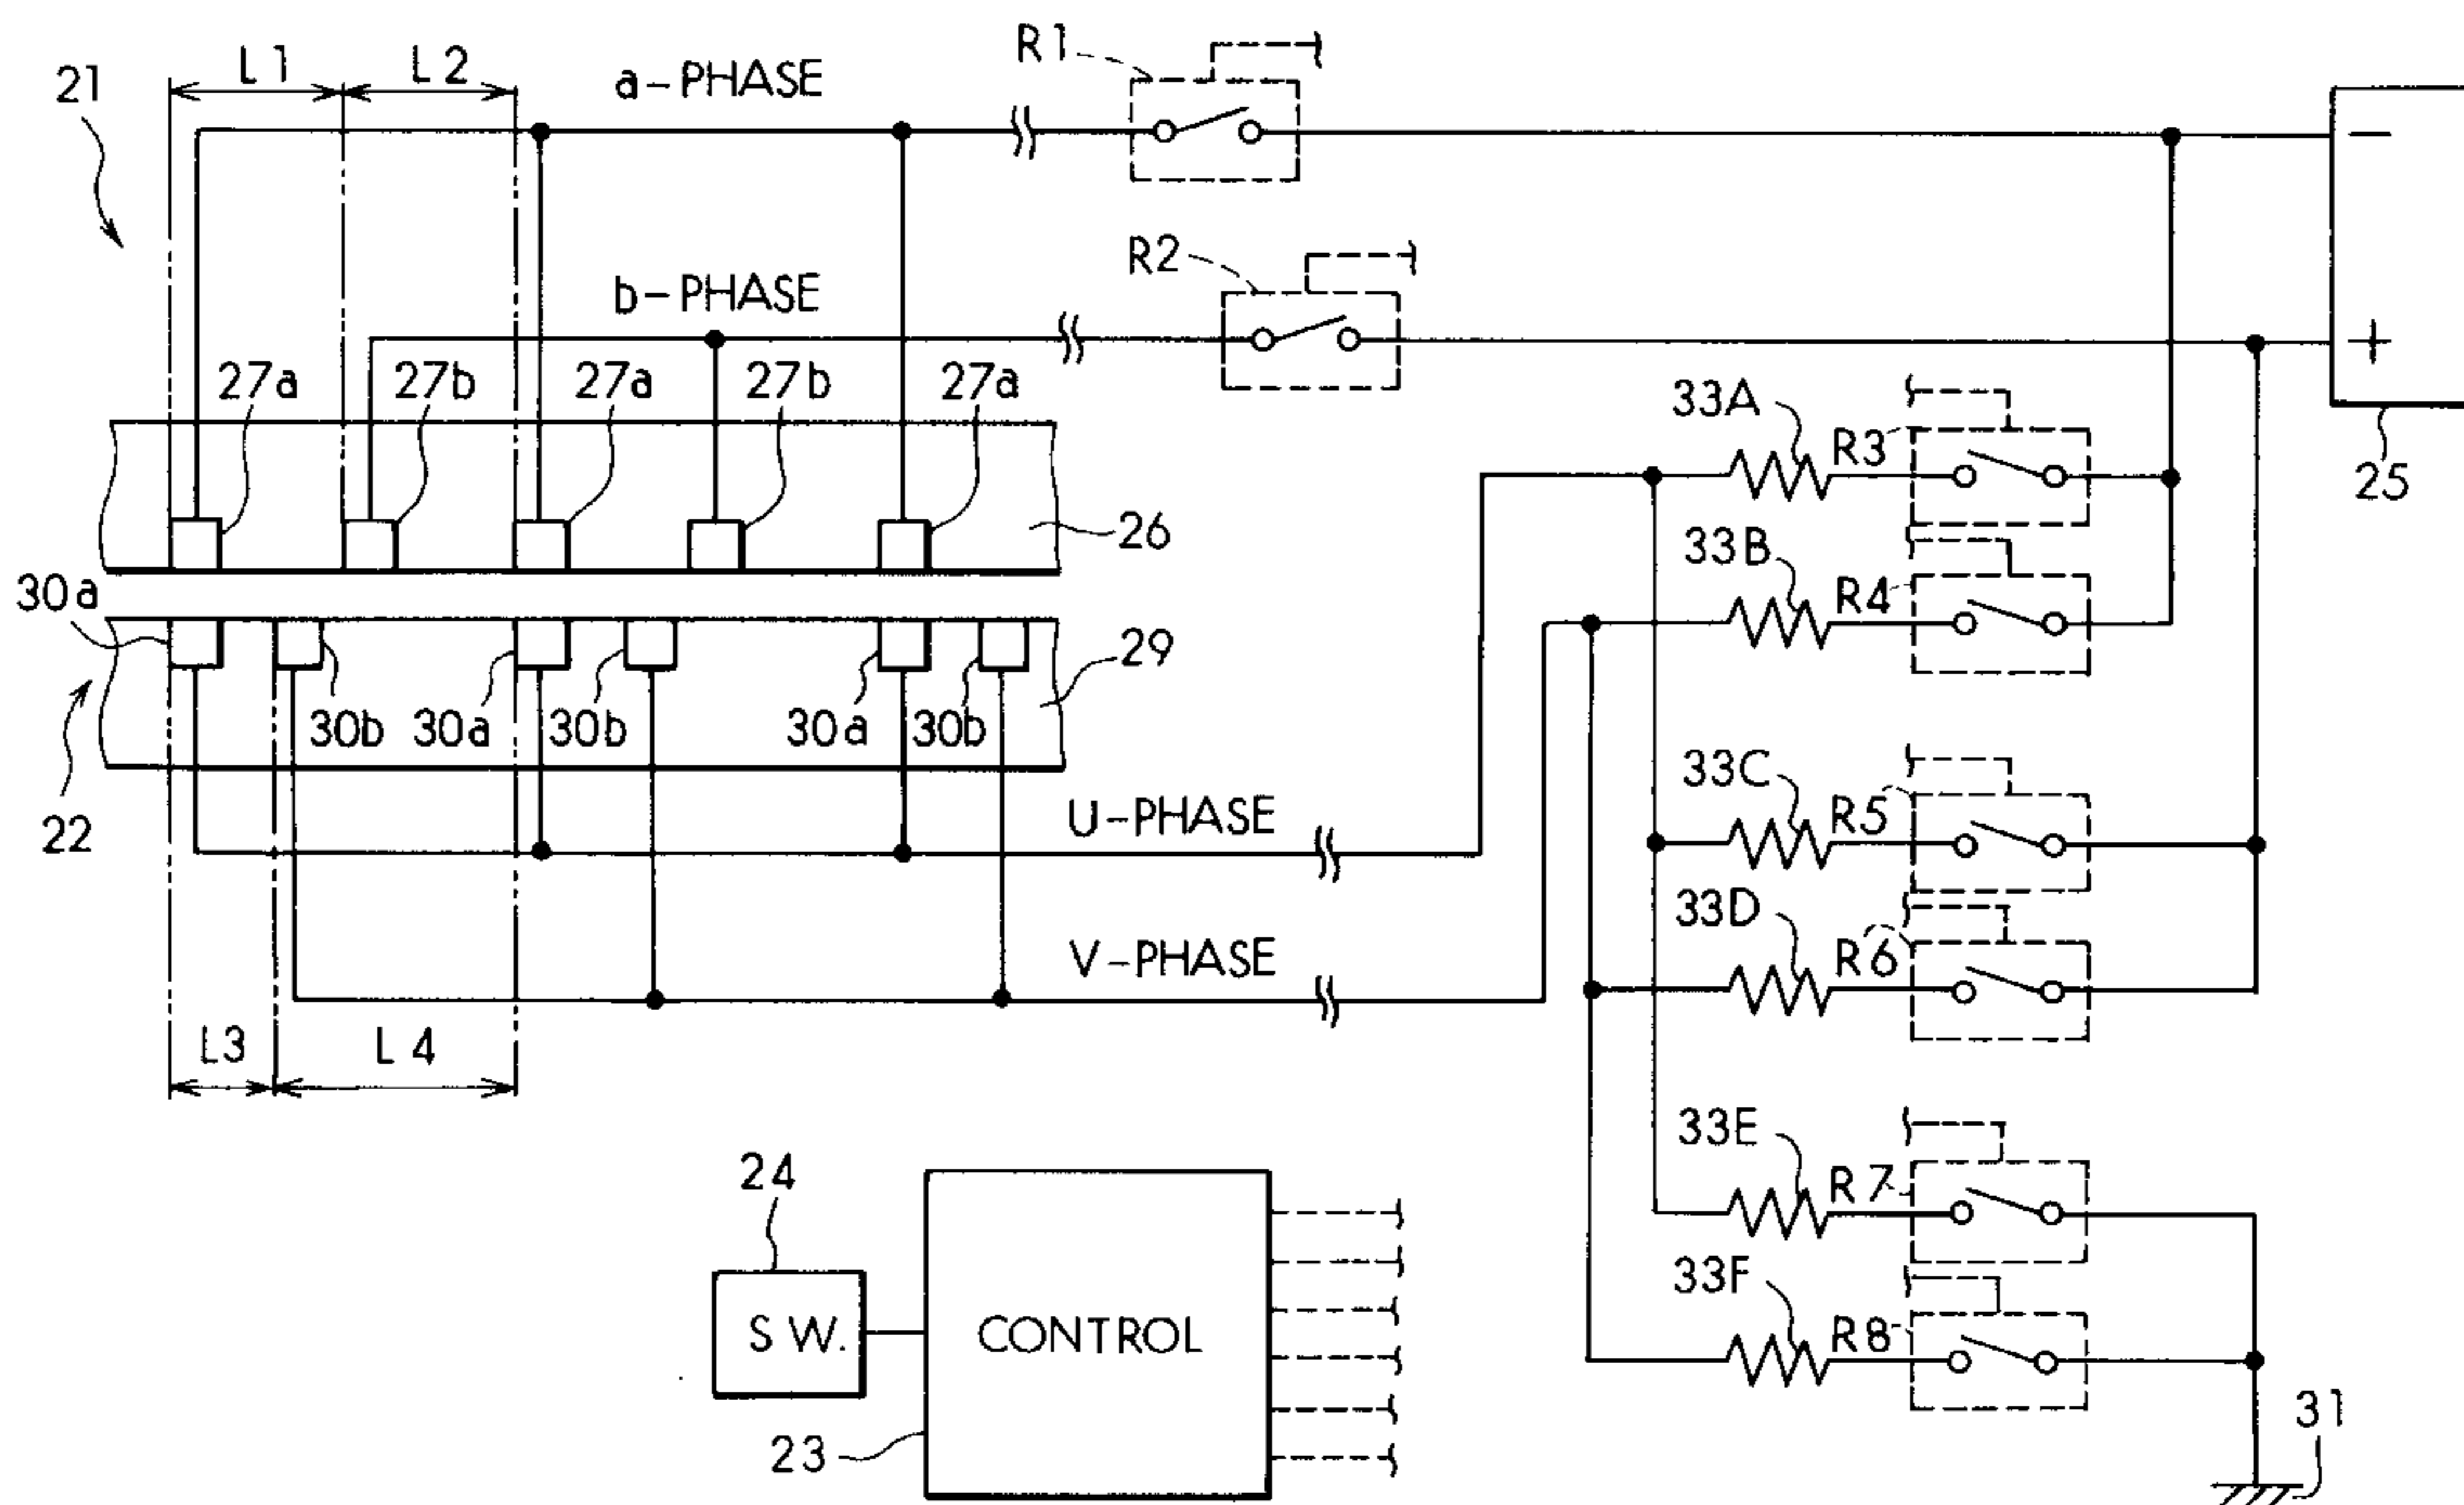 R1
21
L1
L2
a-PHASE
R2
b-PHASE
27a
27b
27a
27b
27a
−
+
25
26
33A
R3
33B
R4
30a
29
30b
30a
30b
30a
30b
22
U-PHASE
33C
R5
33D
R6
V-PHASE
L3
L4
33E
R7
33F
R8
24
SW.
CONTROL
23
31